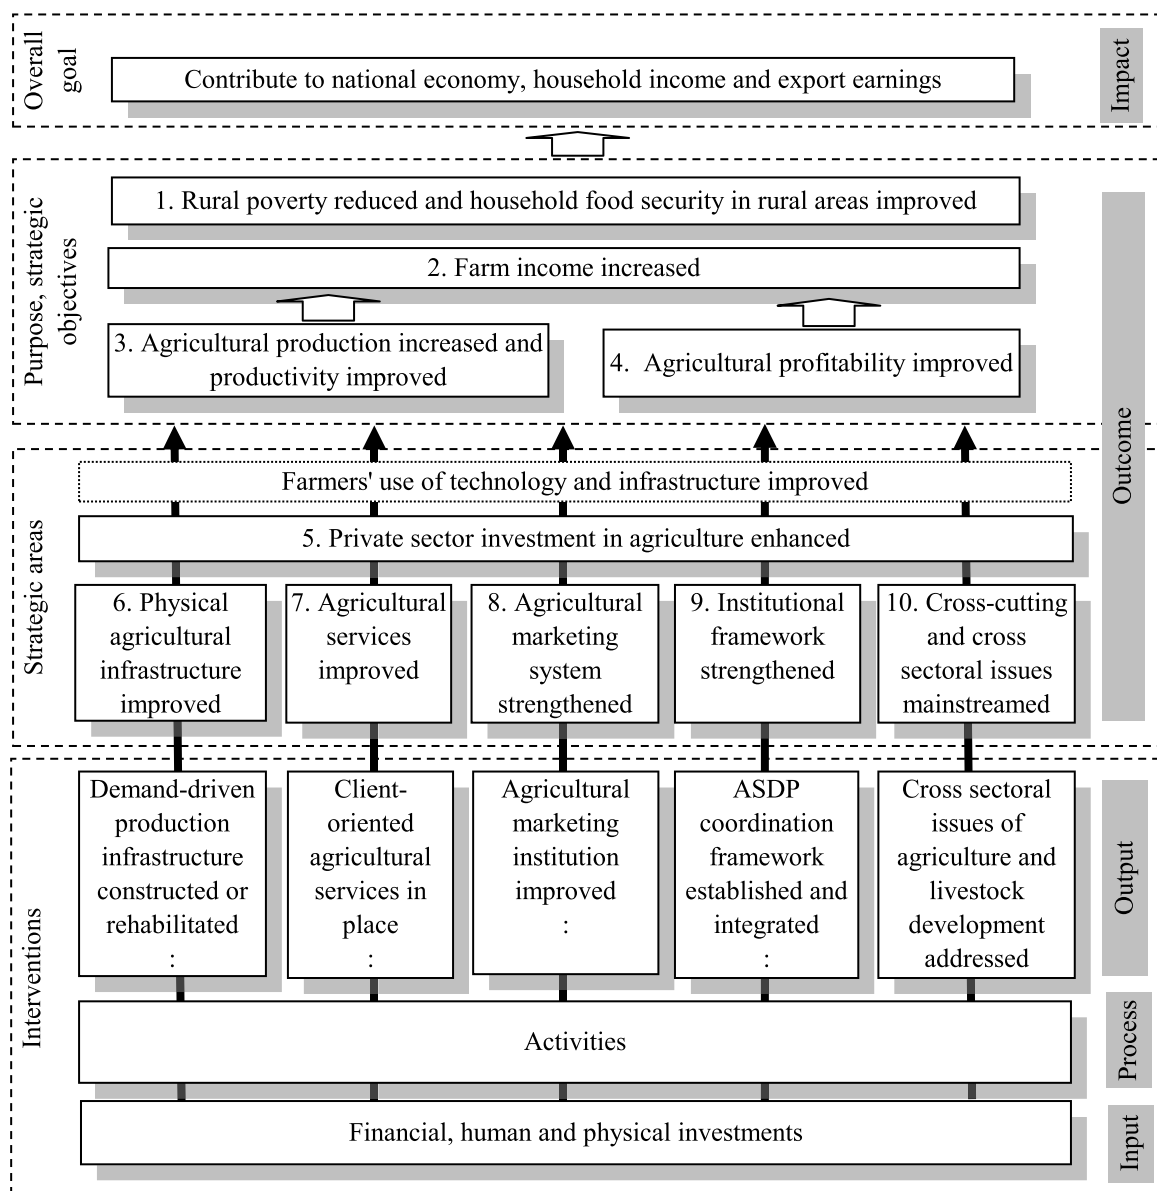 Overall
goal
Contribute to national economy, household income and export earnings
Impact
Purpose, strategic
objectives
1. Rural poverty reduced and household food security in rural areas improved
2. Farm income increased
3. Agricultural production increased and
productivity improved
4. Agricultural profitability improved
Outcome
Strategic areas
Farmers' use of technology and infrastructure improved
5. Private sector investment in agriculture enhanced
6. Physical
agricultural
infrastructure
improved
7. Agricultural
services
improved
8. Agricultural
marketing
system
strengthened
9. Institutional
framework
strengthened
10. Cross-cutting
and cross
sectoral issues
mainstreamed
Interventions
Demand-driven
production
infrastructure
constructed or
rehabilitated
:
Client-
oriented
agricultural
services in
place
:
Agricultural
marketing
institution
improved
:
ASDP
coordination
framework
established and
integrated
:
Cross sectoral
issues of
agriculture and
livestock
development
addressed
Output
Activities
Process
Financial, human and physical investments
Input